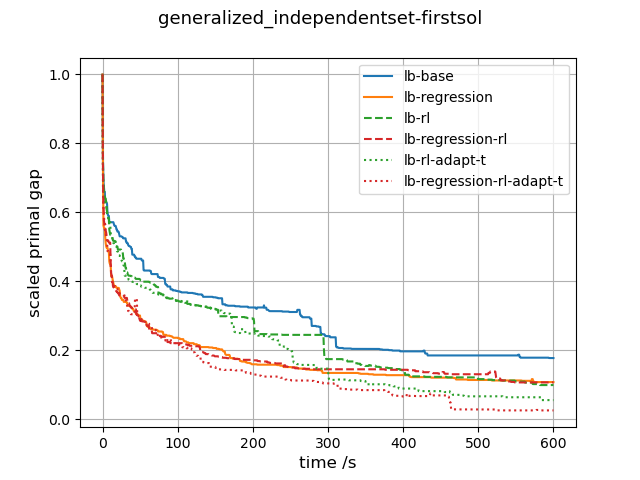 generalized_independentset-firstsol
lb-base
lb-regression
lb-rl
lb-regression-rl
lb-rl-adapt-t
lb-regression-rl-adapt-t
scaled primal gap
1.0
0.8
0.6
0.4
0.2
0.0
0 100 200 300 400 500 600
time /s